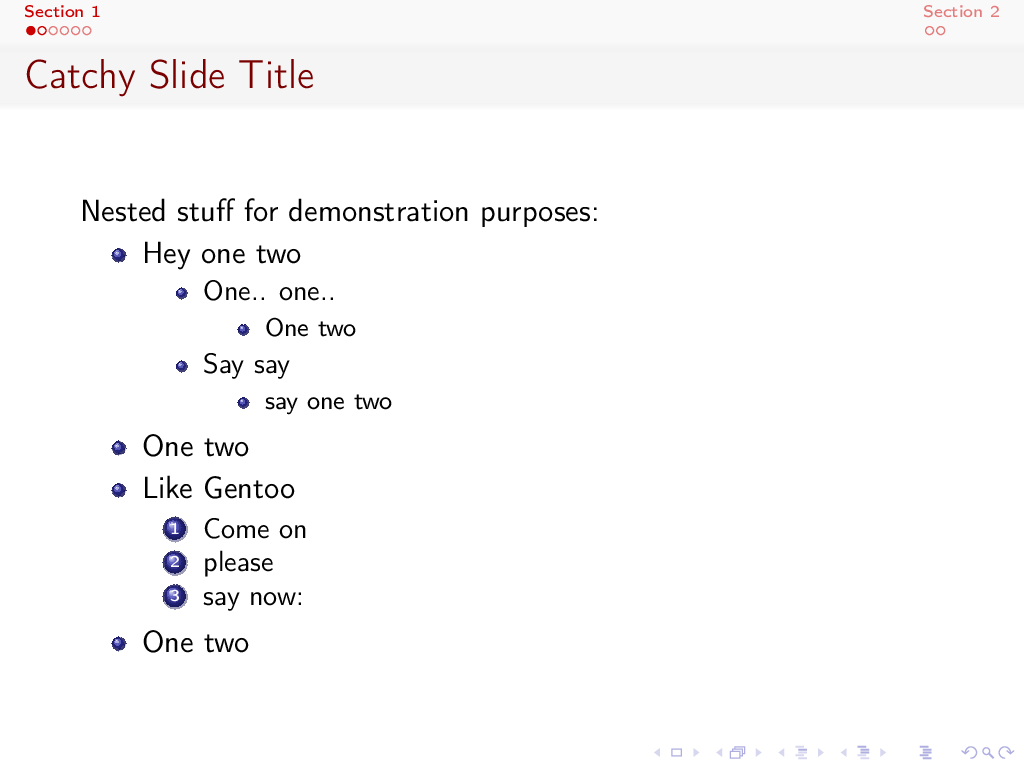 Section 1
Section 2
Catchy Slide Title
Nested stuff for demonstration purposes:
Hey one two
One.. one..
One two
Say say
say one two
One two
Like Gentoo
1 Come on
2 please
3 say now:
One two